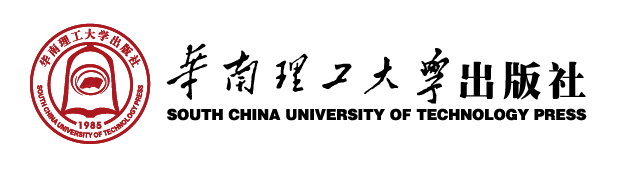 华南理工大学出版社
SOUTH CHINA UNIVERSITY OF TECHNOLOGY PRESS
1985
華南理工大學出版社
SOUTH CHINA UNIVERSITY OF TECHNOLOGY PRESS